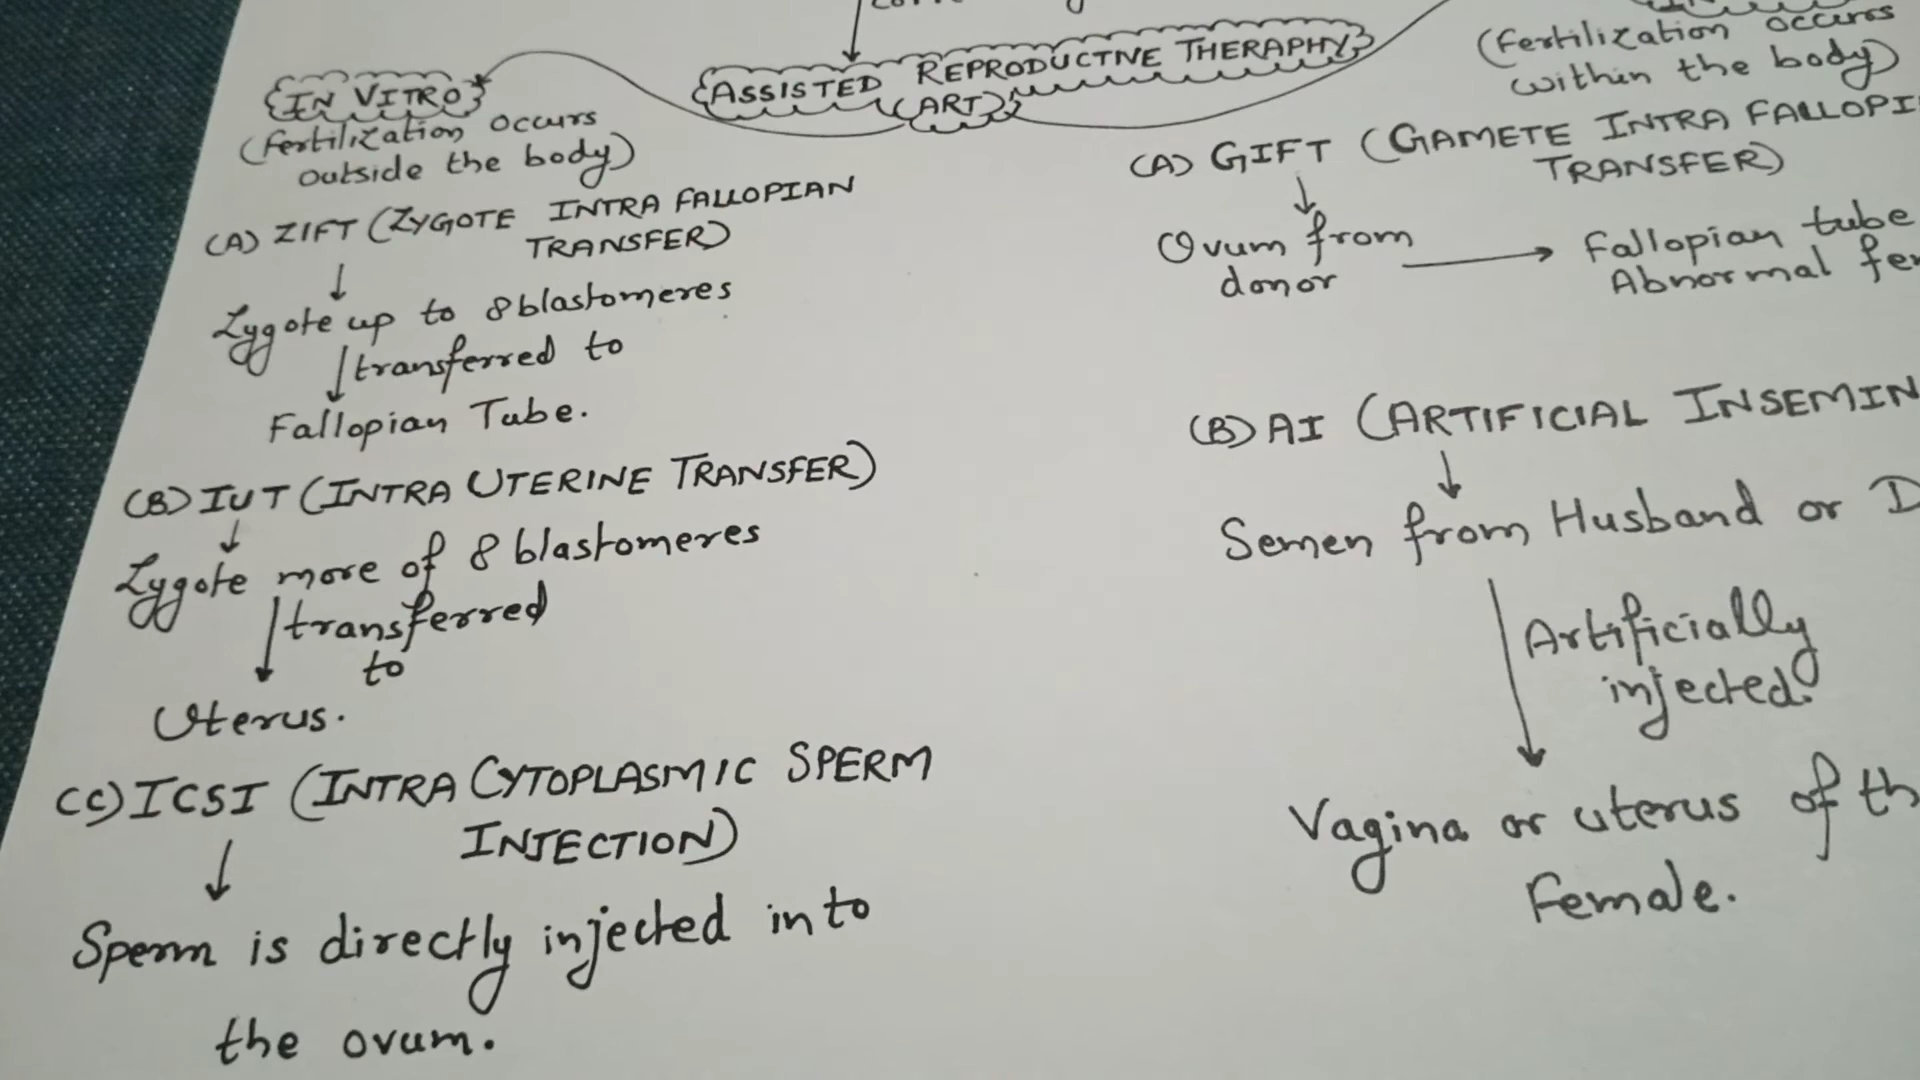 ASSISTED REPRODUCTIVE THERAPHY
(ART)
IN VITRO
(fertilization occurs
outside the body)
(A) ZIFT (ZYGOTE INTRA FALLOPIAN
TRANSFER)
Zygote up to 8 blastomeres
transferred to
Fallopian Tube.
(B) IUT (INTRA UTERINE TRANSFER)
Zygote more of 8 blastomeres
transferred
to
Uterus.
(C) ICSI (INTRA CYTOPLASMIC SPERM
INJECTION)
Sperm is directly injected into
the ovum.
(fertilization occurs
within the body)
(A) GIFT (GAMETE INTRA FALLOPI
TRANSFER)
Ovum from
donor
Fallopian tube
Abnormal fer
(B) AI (ARTIFICIAL INSEMIN
Semen from Husband or D
Artificially
injected.
Vagina or uterus of th
Female.